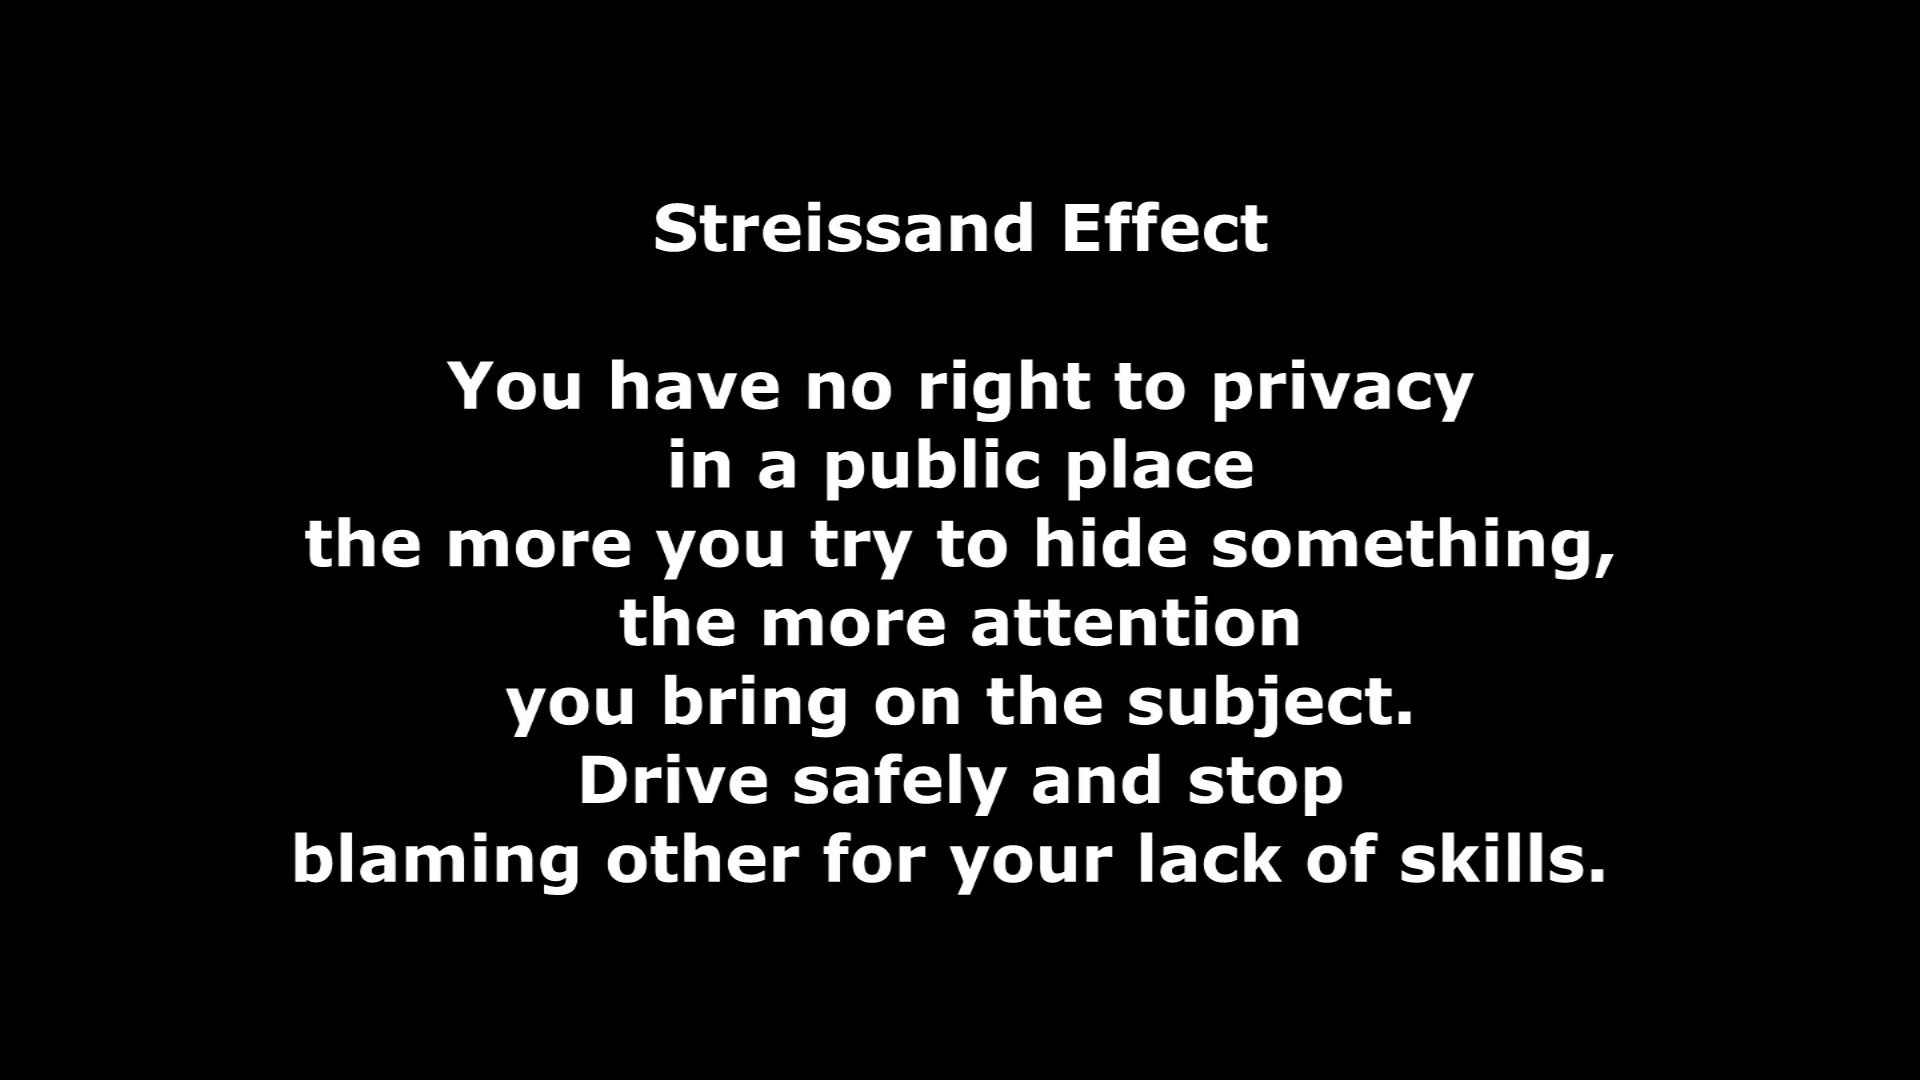 Streissand Effect
You have no right to privacy
in a public place
the more you try to hide something,
the more attention
you bring on the subject.
Drive safely and stop
blaming other for your lack of skills.